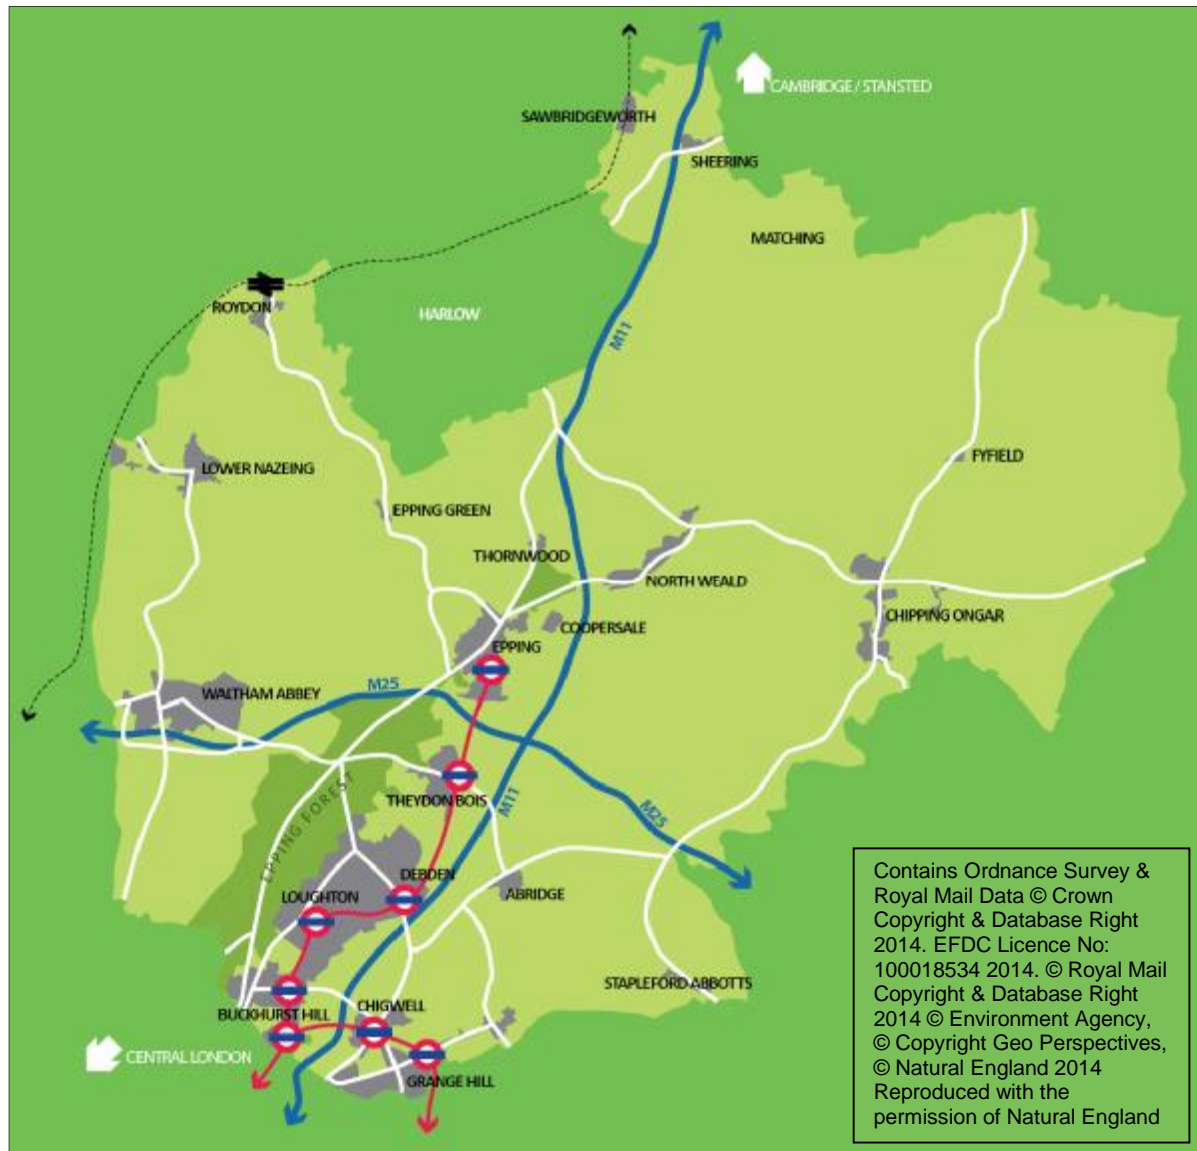 CAMBRIDGE / STANSTED
SAWBRIDGEWORTH
SHEERING
MATCHING
ROYDON
HARLOW
M11
LOWER NAZEING
FYFIELD
EPPING GREEN
THORNWOOD
NORTH WEALD
CHIPPING ONGAR
COOPERSALE
EPPING
M25
WALTHAM ABBEY
THEYDON BOIS
M11
M25
EPPING FOREST
DEBDEN
LOUGHTON
ABRIDGE
STAPLEFORD ABBOTTS
CHIGWELL
BUCKHURST HILL
CENTRAL LONDON
GRANGE HILL
Contains Ordnance Survey &
Royal Mail Data © Crown
Copyright & Database Right
2014. EFDC Licence No:
100018534 2014. © Royal Mail
Copyright & Database Right
2014 © Environment Agency,
© Copyright Geo Perspectives,
© Natural England 2014
Reproduced with the
permission of Natural England